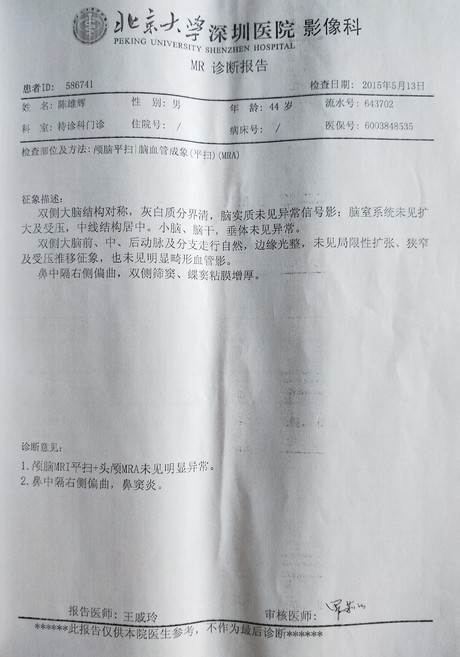 北京大学深圳医院 影像科
PEKING UNIVERSITY SHENZHEN HOSPITAL
MR 诊断报告
患者ID: 586741 检查日期: 2015年5月13日
姓名: 陈雄辉 性别: 男 年龄: 44岁 流水号: 643702
科室: 特诊科门诊 住院号: / 病床号: / 医保号: 6003848535
检查部位及方法: 颅脑平扫|脑血管成象(平扫)(MRA)
征象描述:
双侧大脑结构对称，灰白质分界清，脑实质未见异常信号影；脑室系统未见扩
大及受压，中线结构居中。小脑、脑干，垂体未见异常。
双侧大脑前、中、后动脉及分支走行自然，边缘光整，未见局限性扩张、狭窄
及受压推移征象，也未见明显畸形血管影。
鼻中隔右侧偏曲，双侧筛窦、蝶窦粘膜增厚。
诊断意见:
1.颅脑MRI平扫+头颅MRA未见明显异常。
2.鼻中隔右侧偏曲，鼻窦炎。
报告医师: 王戚玲 审核医师:
******此报告仅供本院医生参考，不作为最后诊断******